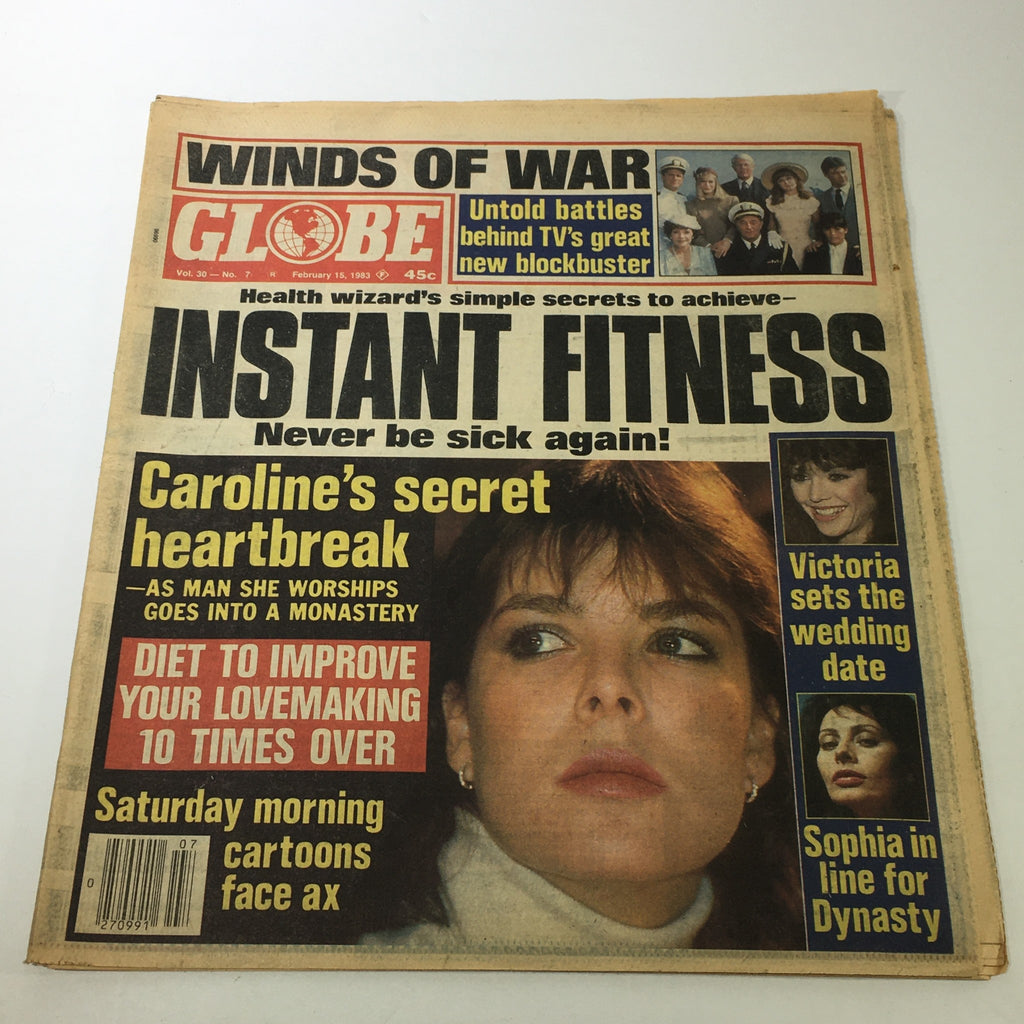 WINDS OF WAR
GLOBE
Vol. 30 — No. 7 R February 15, 1983 P 45c
Untold battles
behind TV's great
new blockbuster
Health wizard's simple secrets to achieve—
INSTANT FITNESS
Never be sick again!
Caroline's secret
heartbreak
—AS MAN SHE WORSHIPS
GOES INTO A MONASTERY
DIET TO IMPROVE
YOUR LOVEMAKING
10 TIMES OVER
Saturday morning
cartoons
face ax
07
0
270991
Victoria
sets the
wedding
date
Sophia in
line for
Dynasty